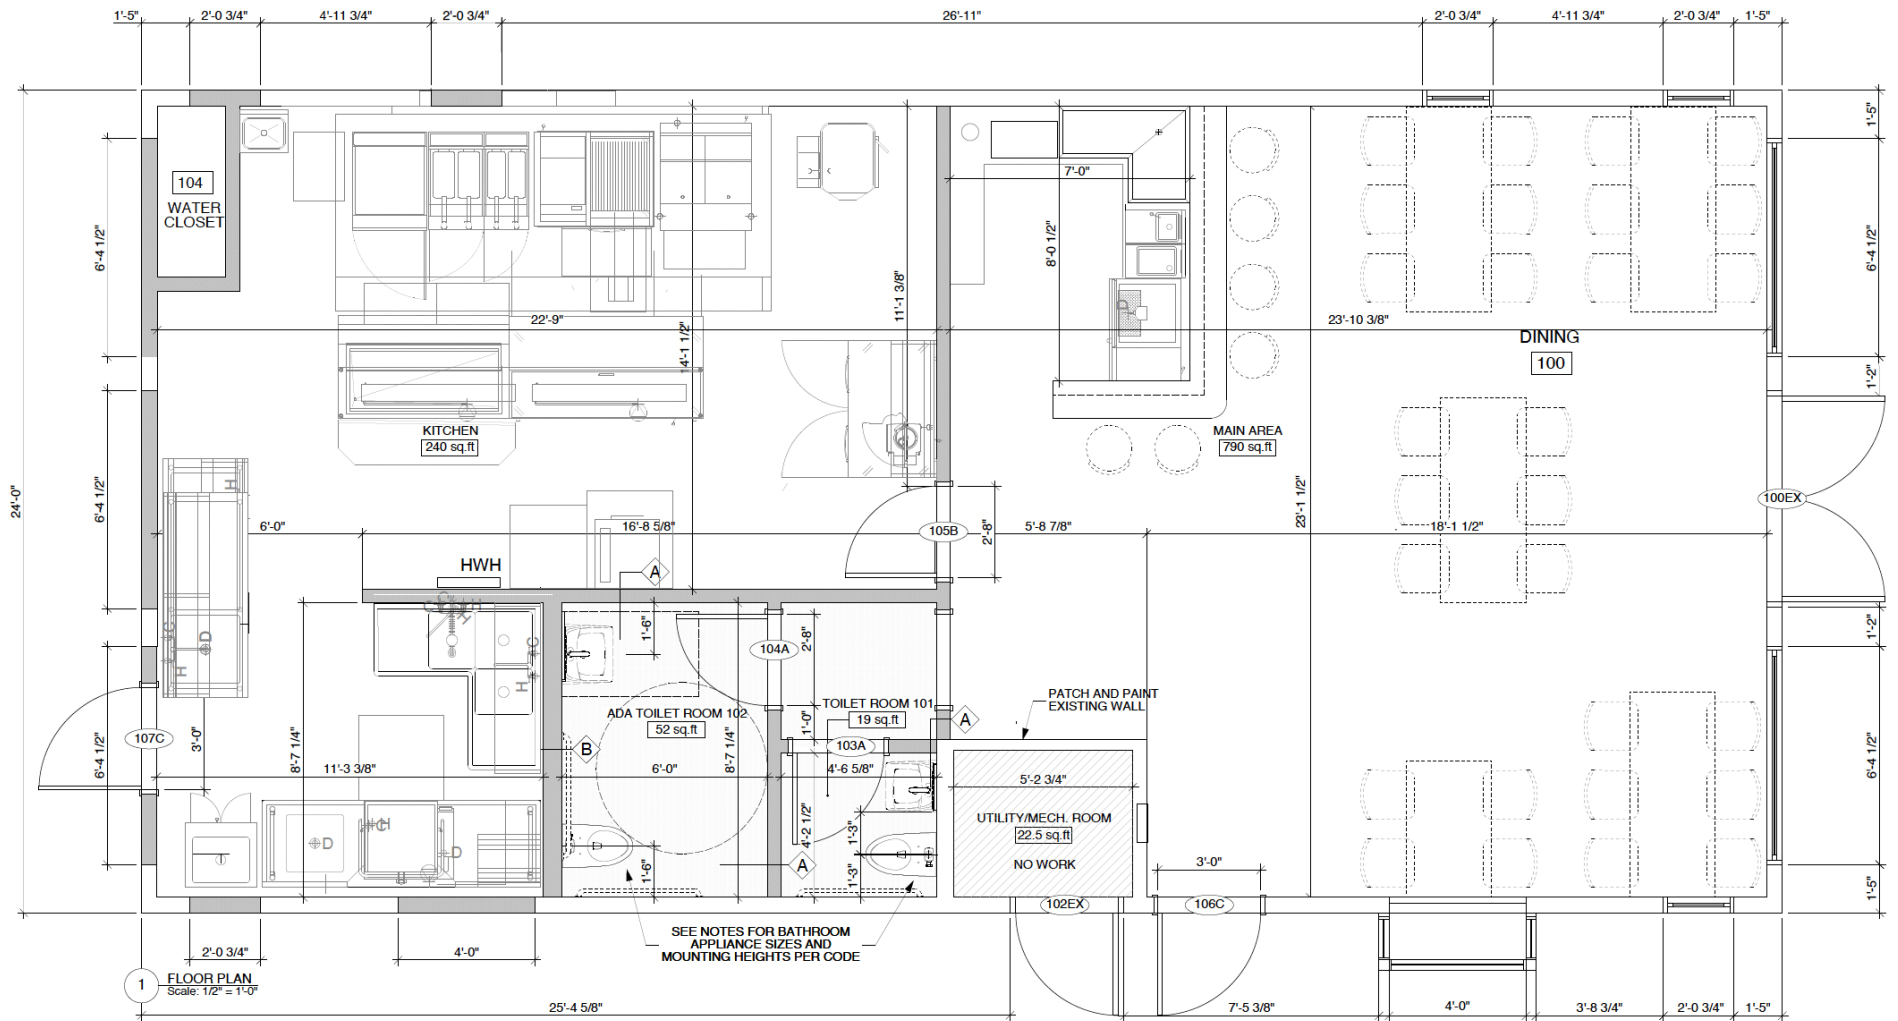 1'-5" 2'-0 3/4" 4'-11 3/4" 2'-0 3/4" 26'-11" 2'-0 3/4" 4'-11 3/4" 2'-0 3/4" 1'-5"
1'-5"
104
WATER
CLOSET
7'-0"
6'-4 1/2"
8'-0 1/2"
6'-4 1/2"
11'-1 3/8"
22'-9"
23'-10 3/8"
14'-1 1/2"
D
DINING
100
1'-2"
KITCHEN
240 sq.ft
MAIN AREA
790 sq.ft
24'-0"
6'-4 1/2"
H
100EX
23'-1 1/2"
6'-0"
16'-8 5/8"
105B
2'-8"
5'-8 7/8"
18'-1 1/2"
HWH
A
C
H
H
1'-6"
2'-8"
1'-2"
C
D
H
C
H
104A
PATCH AND PAINT
EXISTING WALL
TOILET ROOM 101
19 sq.ft
ADA TOILET ROOM 102
52 sq.ft
A
1'-0"
107C
3'-0"
B
103A
6'-4 1/2"
8'-7 1/4"
8'-7 1/4"
6'-4 1/2"
11'-3 3/8"
6'-0"
4'-6 5/8"
5'-2 3/4"
UTILITY/MECH. ROOM
22.5 sq.ft
NO WORK
4'-2 1/2"
1'-3"
C
H
D
D
A
1'-6"
1'-3"
3'-0"
1'-5"
102EX
106C
SEE NOTES FOR BATHROOM
APPLIANCE SIZES AND
MOUNTING HEIGHTS PER CODE
2'-0 3/4"
4'-0"
1
FLOOR PLAN
Scale: 1/2" = 1'-0"
25'-4 5/8" 7'-5 3/8" 4'-0" 3'-8 3/4" 2'-0 3/4" 1'-5"